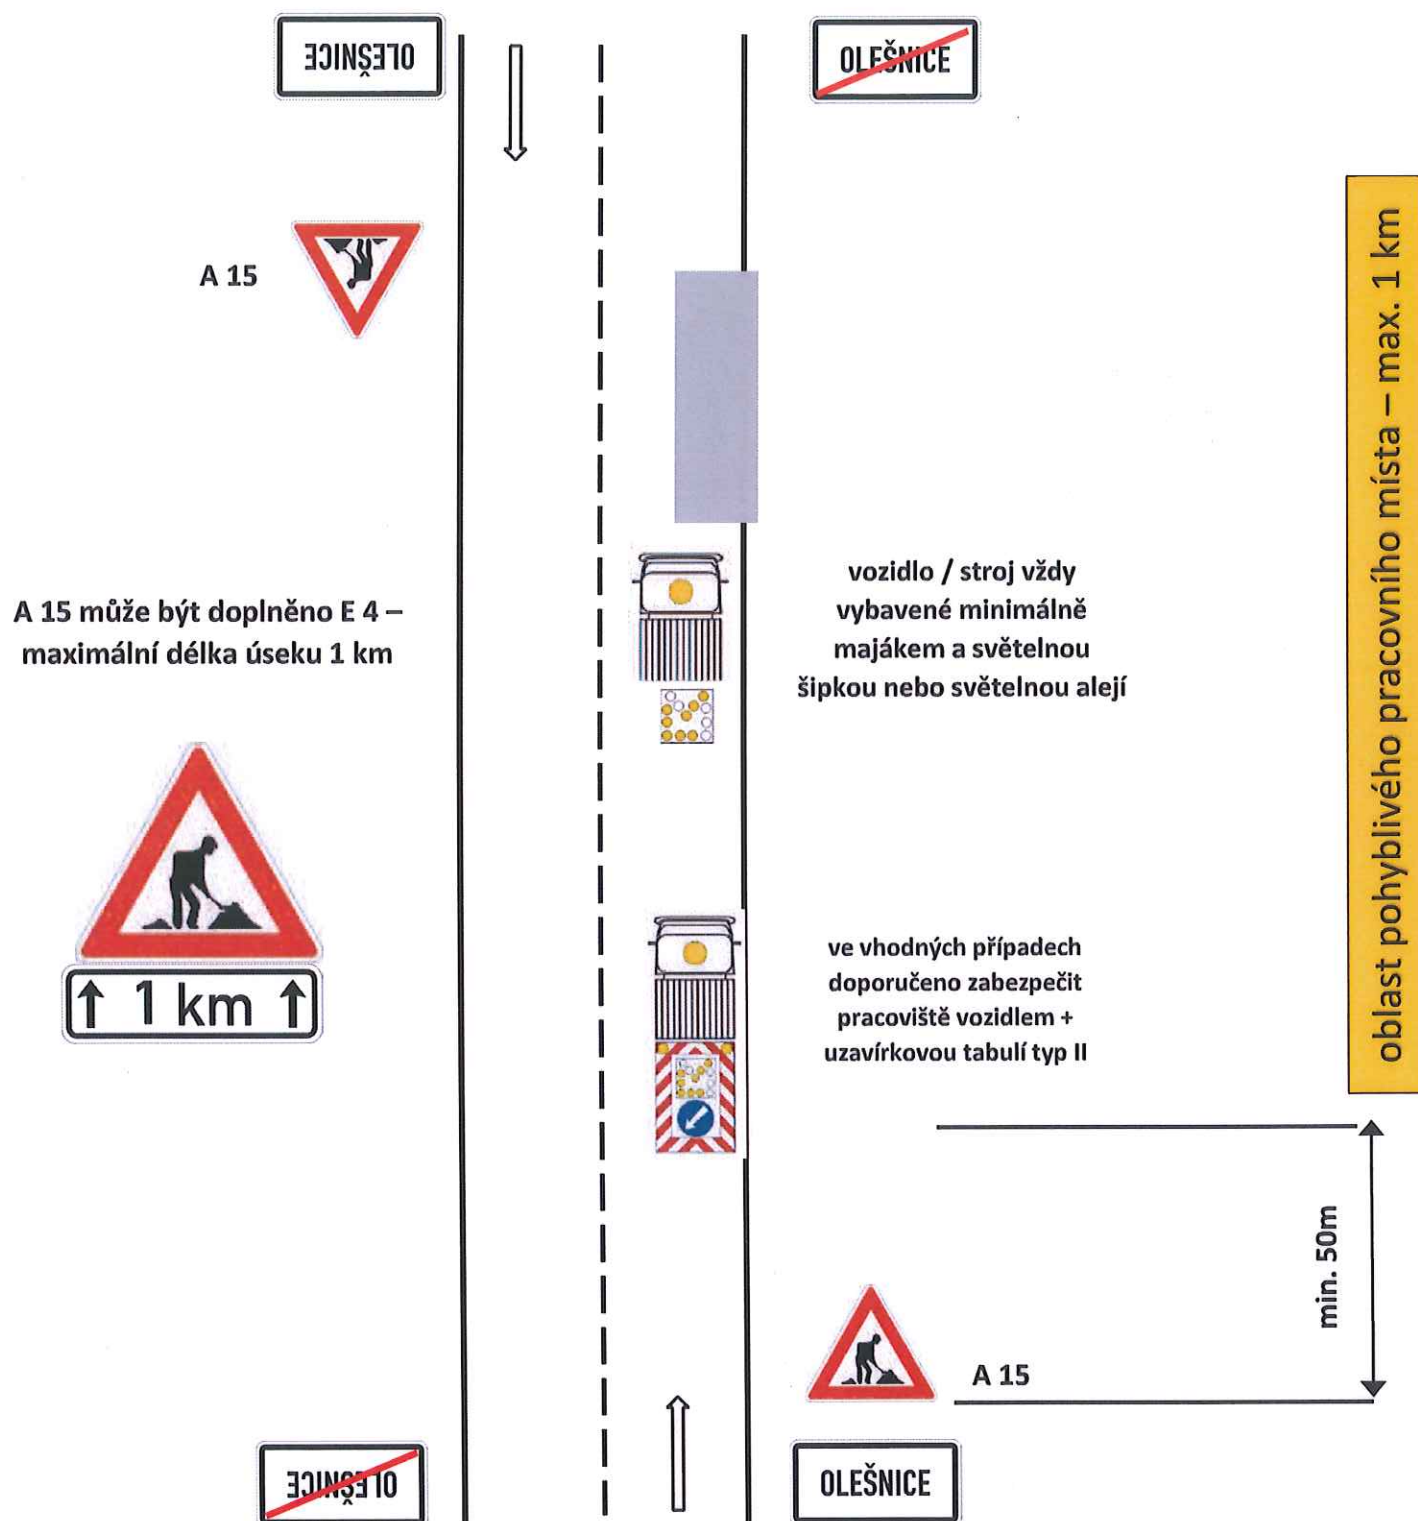 OLEŠNICE
OLEŠNICE
A 15
oblast pohyblivého pracovního místa – max. 1 km
A 15 může být doplněno E 4 –
maximální délka úseku 1 km
vozidlo / stroj vždy
vybavené minimálně
majákem a světelnou
šipkou nebo světelnou alejí
1 km
ve vhodných případech
doporučeno zabezpečit
pracoviště vozidlem +
uzavírkovou tabulí typ II
min. 50m
A 15
OLEŠNICE
OLEŠNICE